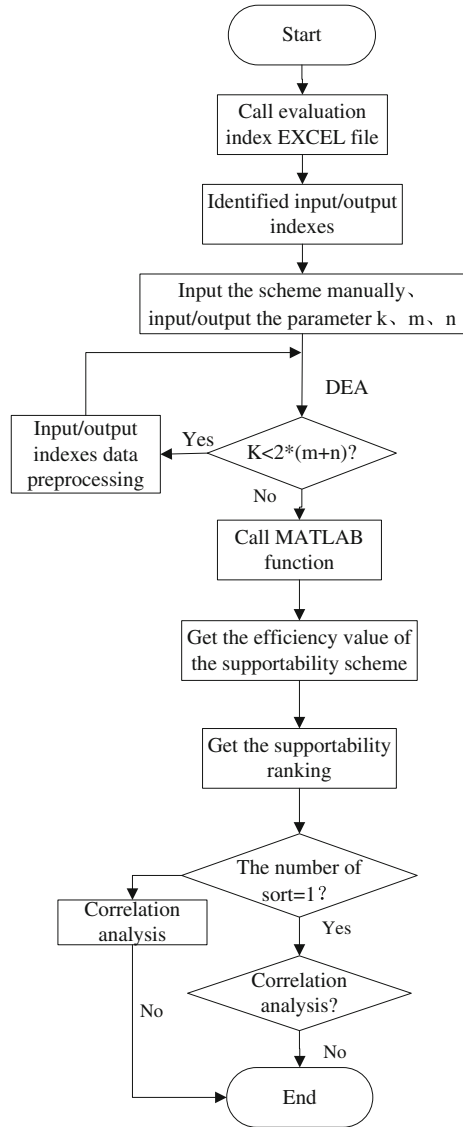 Start
Call evaluation
index EXCEL file
Identified input/output
indexes
Input the scheme manually、
input/output the parameter k、m、n
DEA
Input/output
indexes data
preprocessing
Yes
K<2*(m+n)?
No
Call MATLAB
function
Get the efficiency value of
the supportability scheme
Get the supportability
ranking
The number of
sort=1?
Correlation
analysis
Yes
Correlation
analysis?
No
No
End